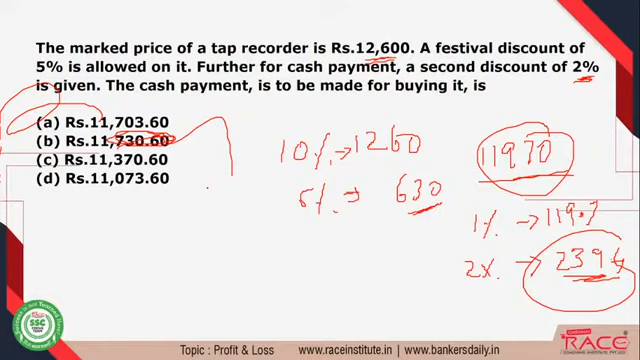 The marked price of a tap recorder is Rs.12,600. A festival discount of
5% is allowed on it. Further for cash payment, a second discount of 2%
is given. The cash payment, is to be made for buying it, is
(a) Rs.11,703.60
(b) Rs.11,730.60
(c) Rs.11,370.60
(d) Rs.11,073.60
10%. → 1260
5%. → 630
11970
1%. → 119.7
2%. → 239.4
SSC
RACE
Topic : Profit & Loss
www.raceinstitute.in | www.bankersdaily.in